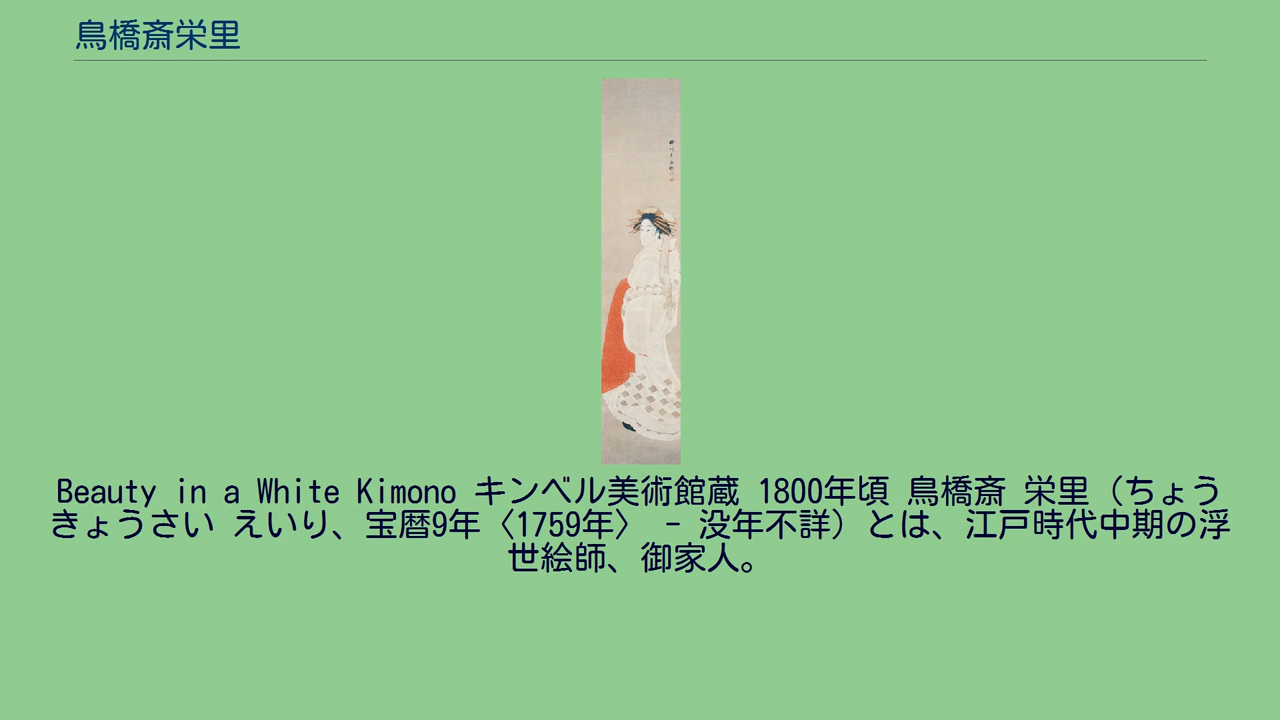 鳥橋斎栄里
Beauty in a White Kimono キンベル美術館蔵 1800年頃 鳥橋斎 栄里（ちょう
きょうさい えいり、宝暦9年〈1759年〉 - 没年不詳）とは、江戸時代中期の浮
世絵師、御家人。